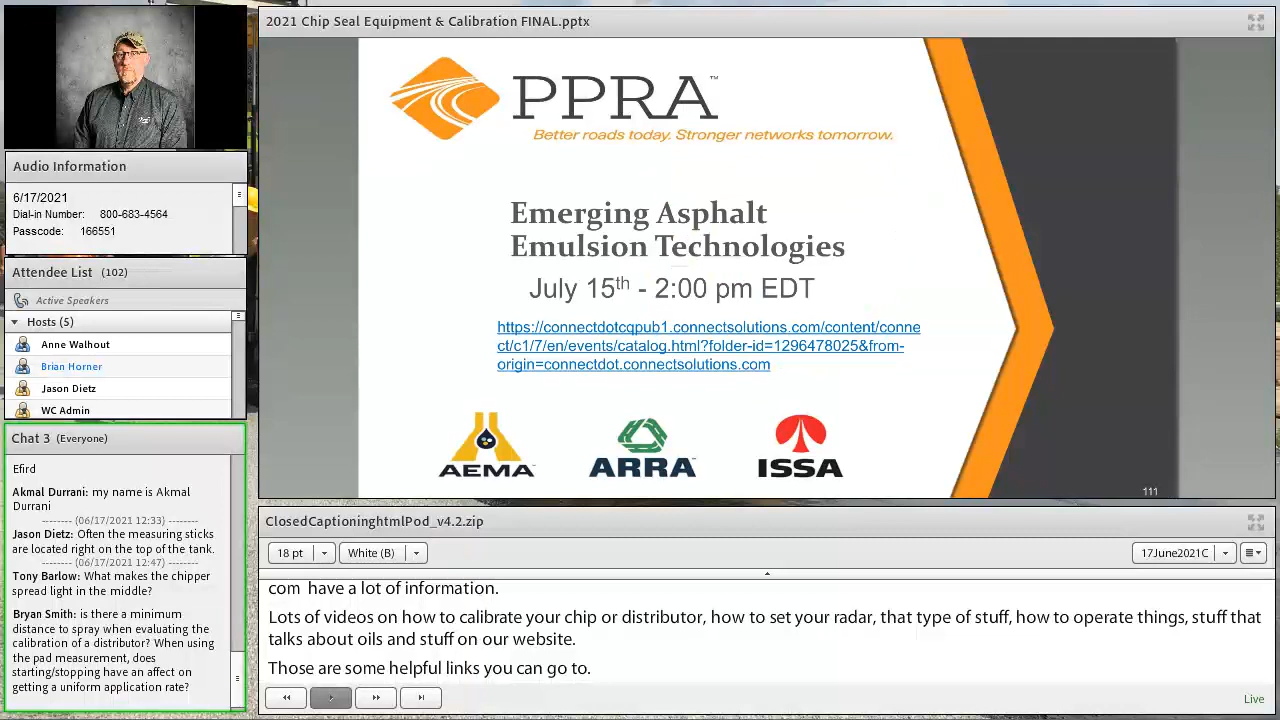 Audio Information
6/17/2021
Dial-in Number: 800-683-4564
Passcode: 166551
Attendee List (102)
Active Speakers
Hosts (5)
Anne Walhout
Brian Horner
Jason Dietz
WC Admin
Chat 3 (Everyone)
Efird
Akmal Durrani: my name is Akmal
Durrani
-------- (06/17/2021 12:33) --------
Jason Dietz: Often the measuring sticks
are located right on the top of the tank.
-------- (06/17/2021 12:47) --------
Tony Barlow: What makes the chipper
spread light in the middle?
Bryan Smith: is there a minimum
distance to spray when evaluating the
calibration of a distributor? When using
the pad measurement, does
starting/stopping have an affect on
getting a uniform application rate?
2021 Chip Seal Equipment & Calibration FINAL.pptx
PPRA™
Better roads today. Stronger networks tomorrow.
Emerging Asphalt
Emulsion Technologies
July 15th - 2:00 pm EDT
https://connectdotcqpub1.connectsolutions.com/content/conne
ct/c1/7/en/events/catalog.html?folder-id=1296478025&from-
origin=connectdot.connectsolutions.com
AEMA
ARRA
ISSA
111
ClosedCaptioninghtmlPod_v4.2.zip
18 pt
White (B)
17June2021C
com have a lot of information.
Lots of videos on how to calibrate your chip or distributor, how to set your radar, that type of stuff, how to operate things, stuff that
talks about oils and stuff on our website.
Those are some helpful links you can go to.
Live